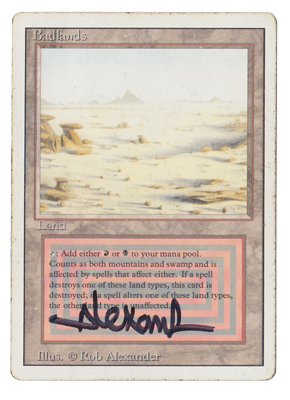 Badlands
Land
: Add either or to your mana pool.
Counts as both mountains and swamp and is
affected by spells that affect either. If a spell
destroys one of these land types, this card is
destroyed; if a spell alters one of these land types,
the other land type is unaffected.
Illus. © Rob Alexander